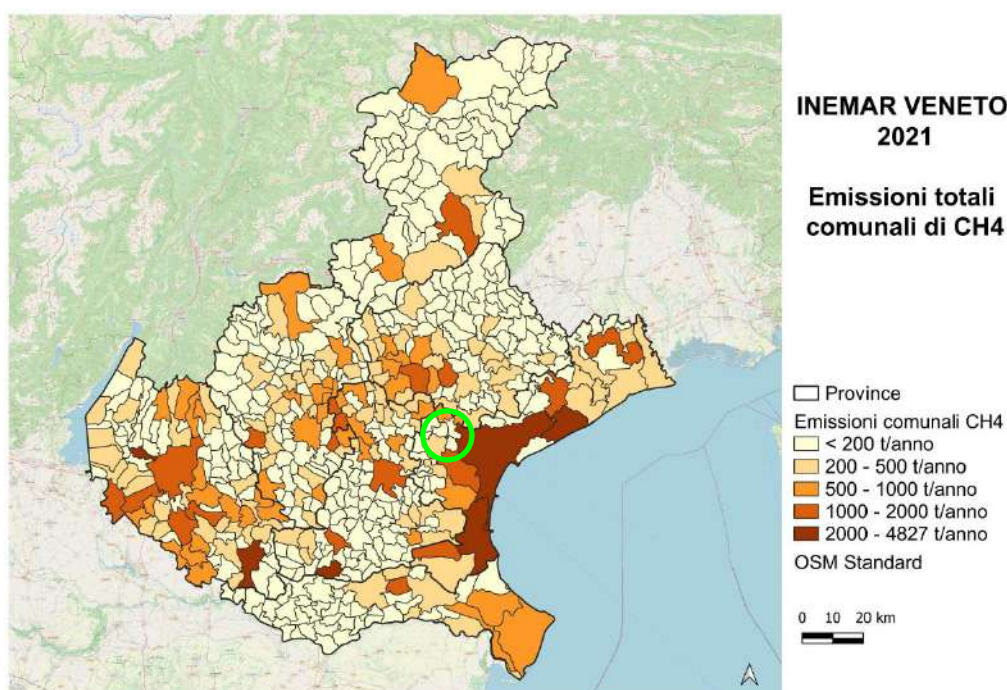 INEMAR VENETO
2021
Emissioni totali
comunali di CH4
Province
Emissioni comunali CH4
< 200 t/anno
200 - 500 t/anno
500 - 1000 t/anno
1000 - 2000 t/anno
2000 - 4827 t/anno
OSM Standard
0 10 20 km